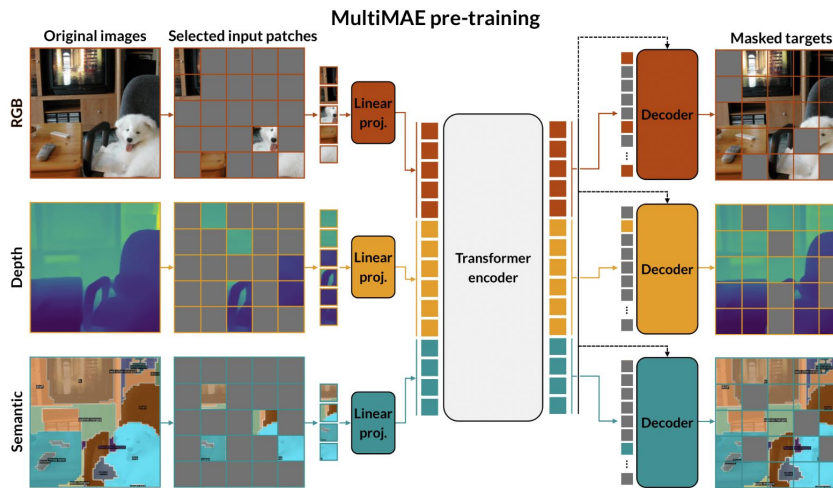 MultiMAE pre-training
Original images
Selected input patches
Masked targets
RGB
Linear
proj.
Decoder
...
Depth
Linear
proj.
Transformer
encoder
Decoder
...
Semantic
Linear
proj.
Decoder
...